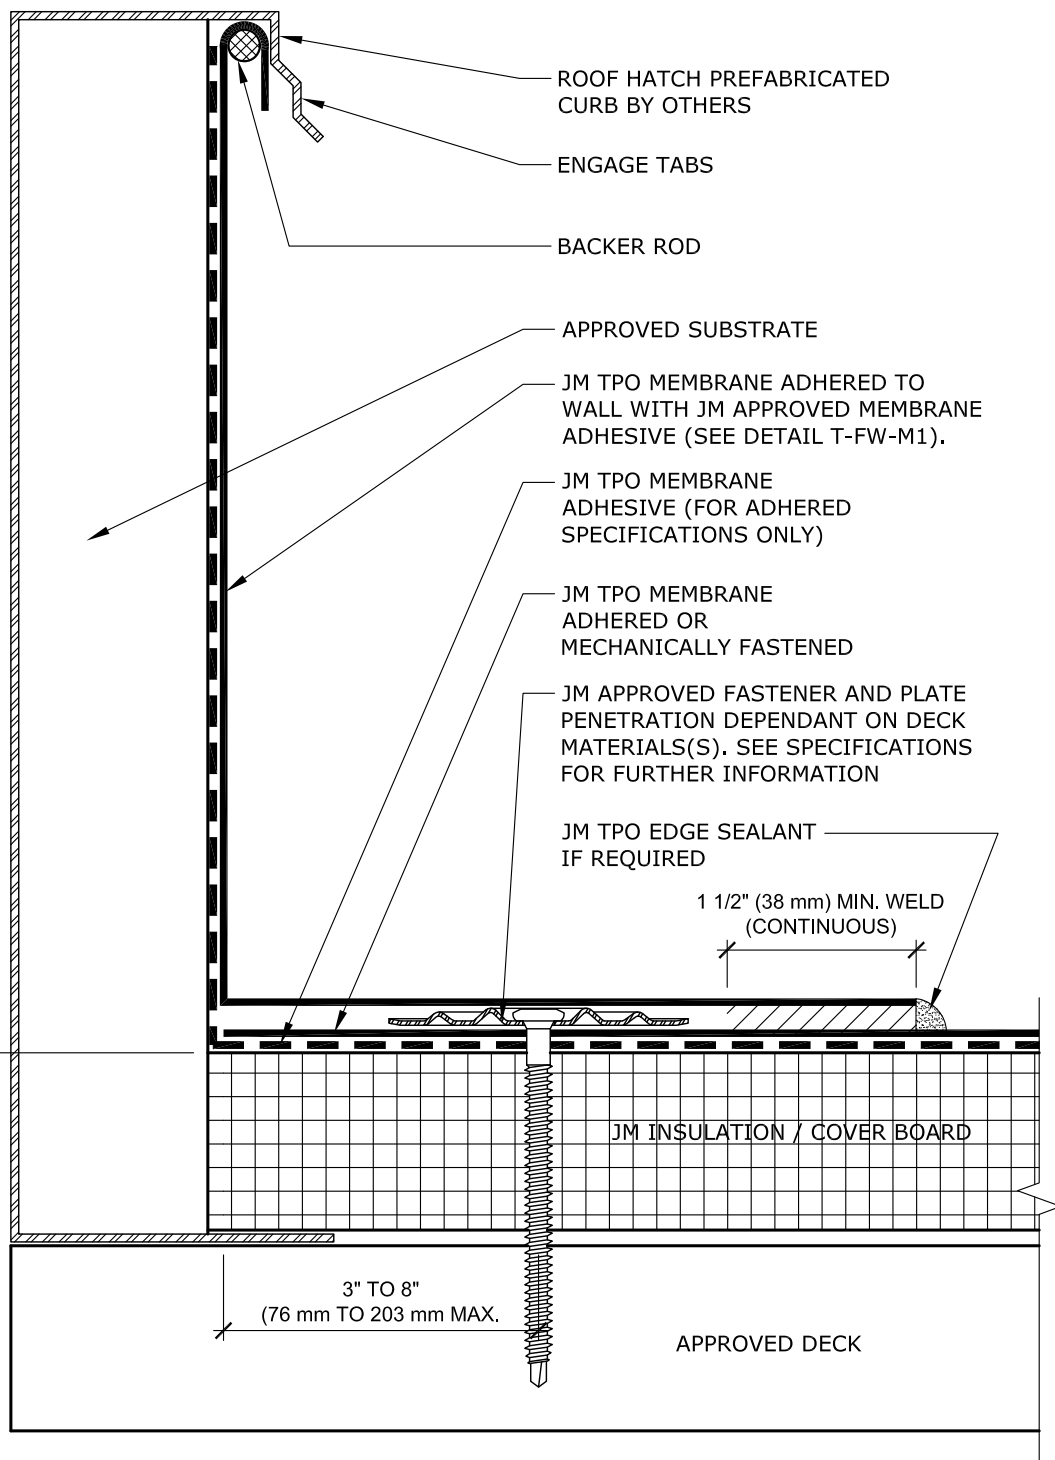 ROOF HATCH PREFABRICATED
CURB BY OTHERS
ENGAGE TABS
BACKER ROD
APPROVED SUBSTRATE
JM TPO MEMBRANE ADHERED TO
WALL WITH JM APPROVED MEMBRANE
ADHESIVE (SEE DETAIL T-FW-M1).
JM TPO MEMBRANE
ADHESIVE (FOR ADHERED
SPECIFICATIONS ONLY)
JM TPO MEMBRANE
ADHERED OR
MECHANICALLY FASTENED
JM APPROVED FASTENER AND PLATE
PENETRATION DEPENDANT ON DECK
MATERIALS(S). SEE SPECIFICATIONS
FOR FURTHER INFORMATION
JM TPO EDGE SEALANT
IF REQUIRED
1 1/2" (38 mm) MIN. WELD
(CONTINUOUS)
JM INSULATION / COVER BOARD
3" TO 8"
(76 mm TO 203 mm MAX.
APPROVED DECK